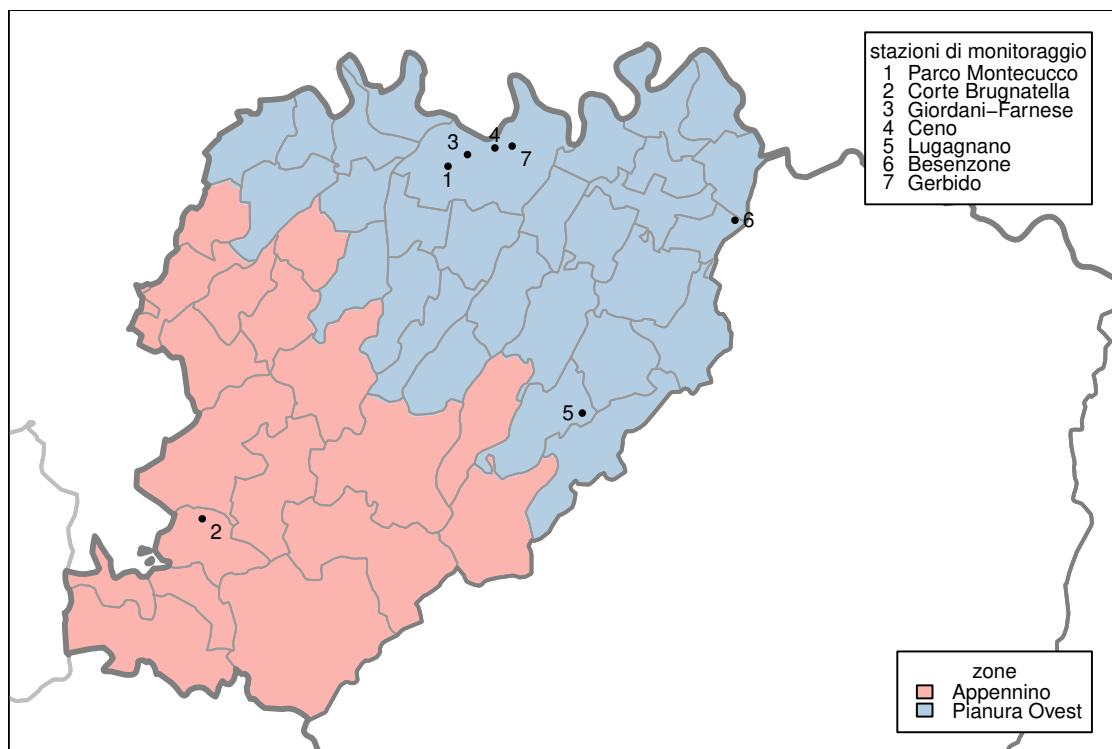 stazioni di monitoraggio
1 Parco Montecucco
2 Corte Brugnatella
3 Giordani−Farnese
4 Ceno
5 Lugagnano
6 Besenzone
7 Gerbido
4
3
7
1
6
5
2
zone
Appennino
Pianura Ovest